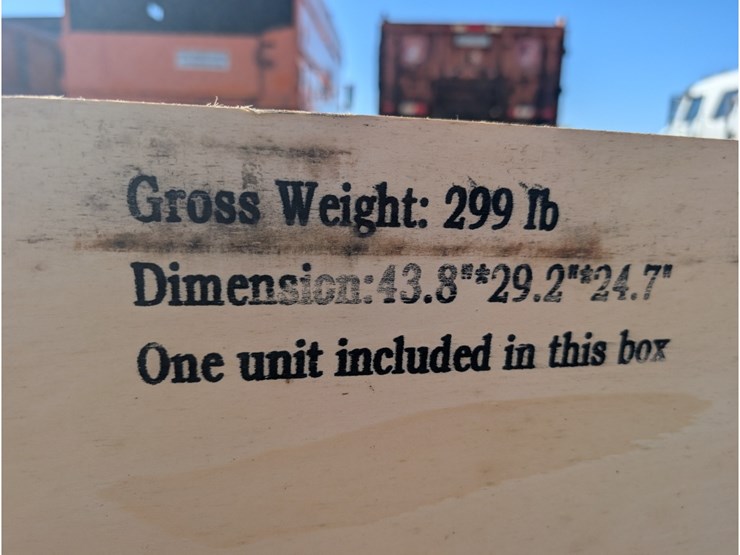 Gross Weight: 299 lb
Dimension:43.8"*29.2"*24.7"
One unit included in this box